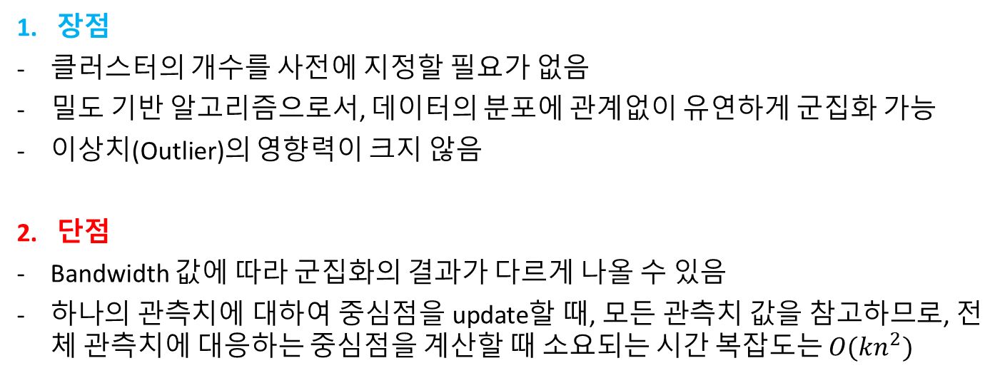 1. 장점
- 클러스터의 개수를 사전에 지정할 필요가 없음
- 밀도 기반 알고리즘으로서, 데이터의 분포에 관계없이 유연하게 군집화 가능
- 이상치(Outlier)의 영향력이 크지 않음
2. 단점
- Bandwidth 값에 따라 군집화의 결과가 다르게 나올 수 있음
- 하나의 관측치에 대하여 중심점을 update할 때, 모든 관측치 값을 참고하므로, 전
체 관측치에 대응하는 중심점을 계산할 때 소요되는 시간 복잡도는 O(kn²)